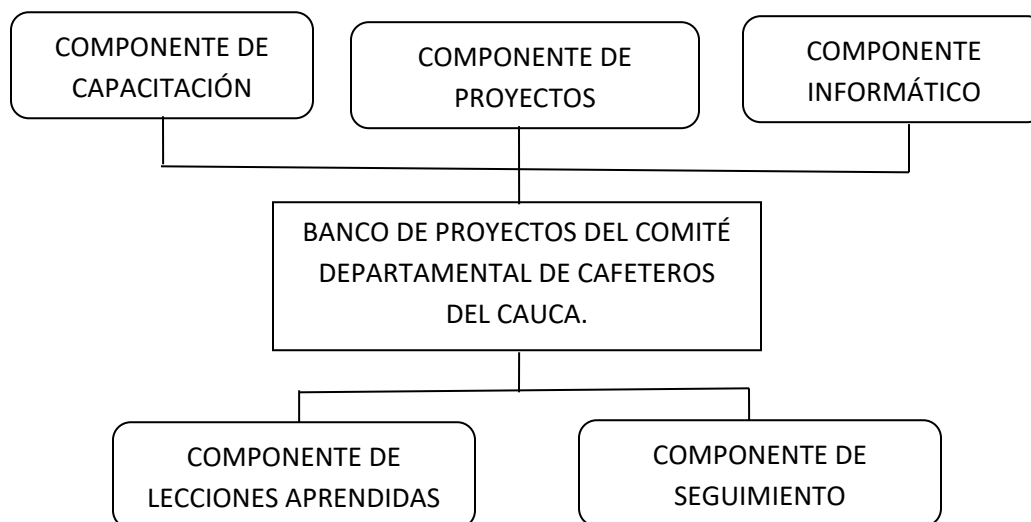 COMPONENTE DE
CAPACITACIÓN
COMPONENTE DE
PROYECTOS
COMPONENTE
INFORMÁTICO
BANCO DE PROYECTOS DEL COMITÉ
DEPARTAMENTAL DE CAFETEROS
DEL CAUCA.
COMPONENTE DE
LECCIONES APRENDIDAS
COMPONENTE DE
SEGUIMIENTO